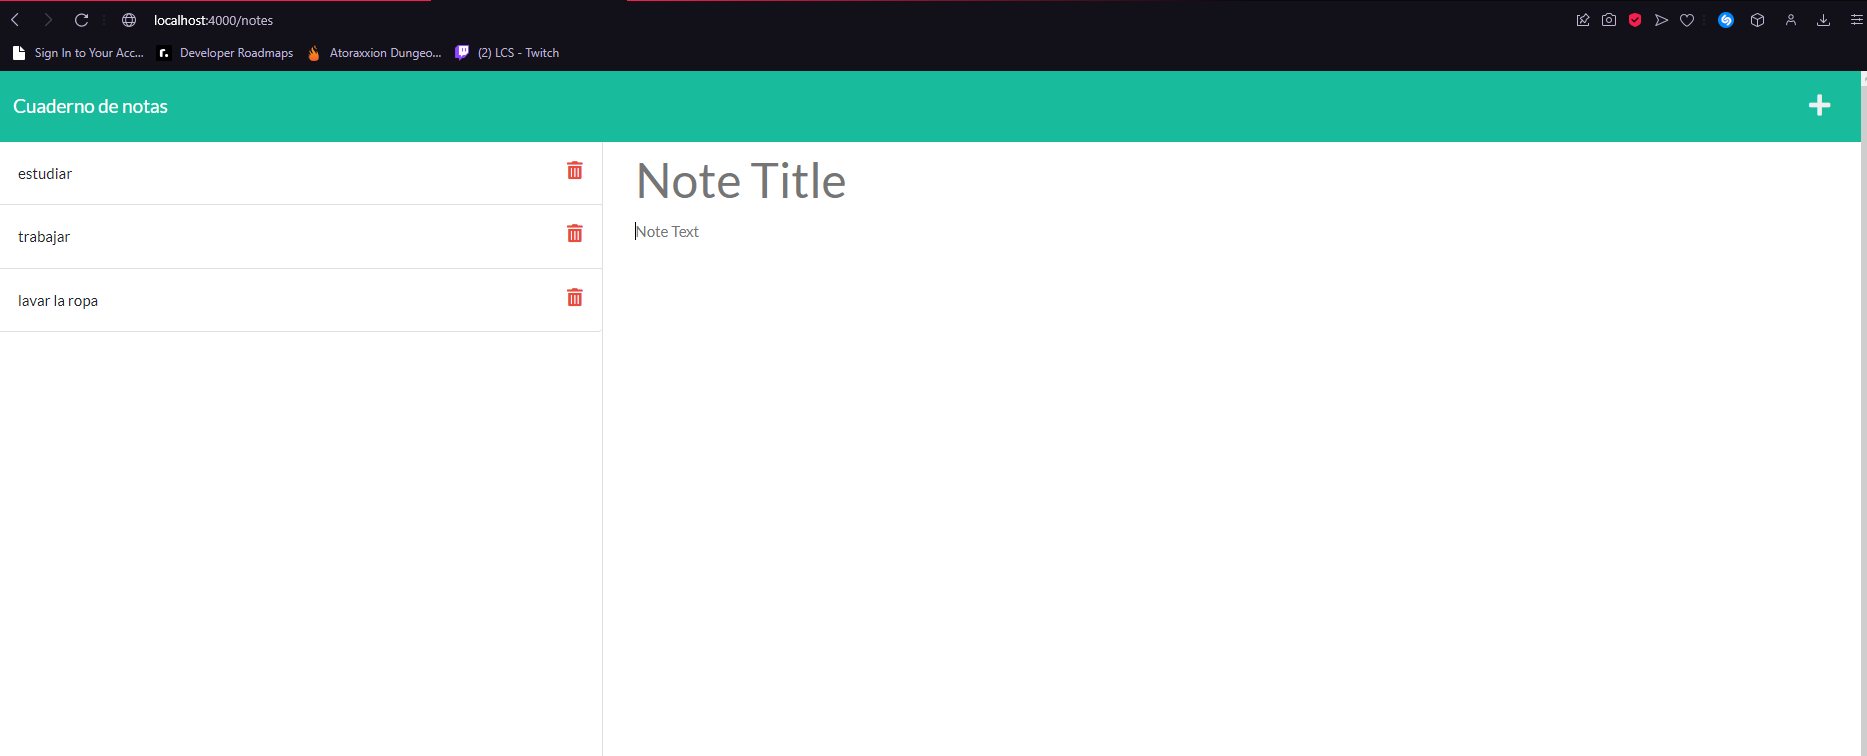 localhost:4000/notes
Sign In to Your Acc... Developer Roadmaps Atoraxxion Dungeo... (2) LCS - Twitch
Cuaderno de notas
estudiar
trabajar
lavar la ropa
Note Title
Note Text